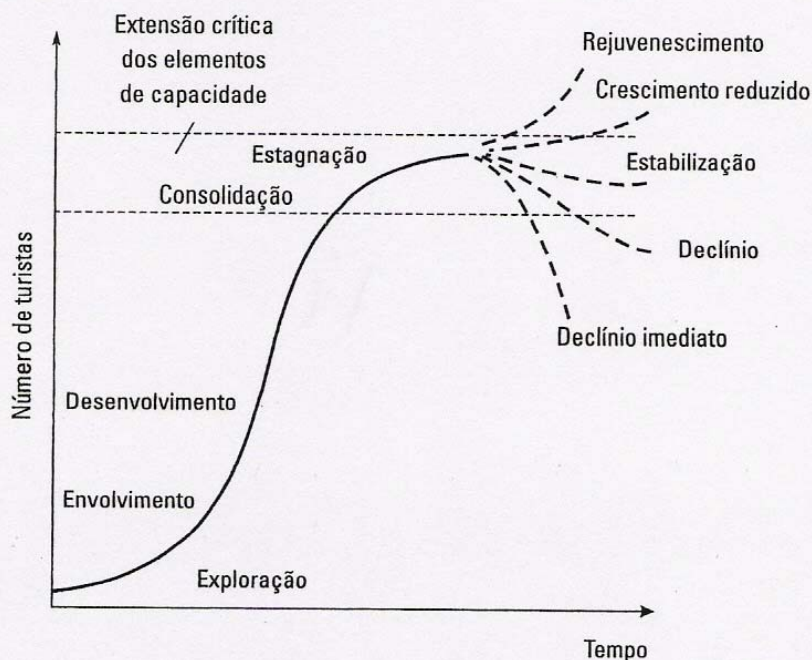 Extensão crítica
dos elementos
de capacidade
Rejuvenescimento
Crescimento reduzido
Estagnação
Estabilização
Consolidação
Declínio
Declínio imediato
Número de turistas
Desenvolvimento
Envolvimento
Exploração
Tempo